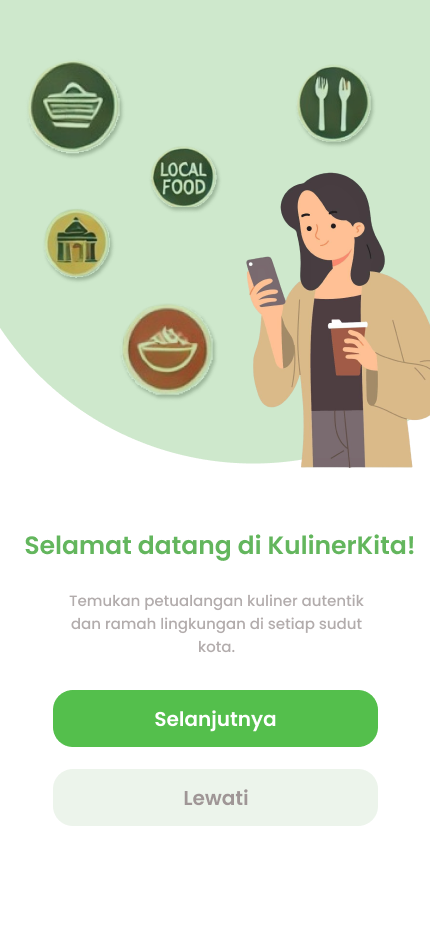 LOCAL
FOOD
Selamat datang di KulinerKita!
Temukan petualangan kuliner autentik
dan ramah lingkungan di setiap sudut
kota.
Selanjutnya
Lewati